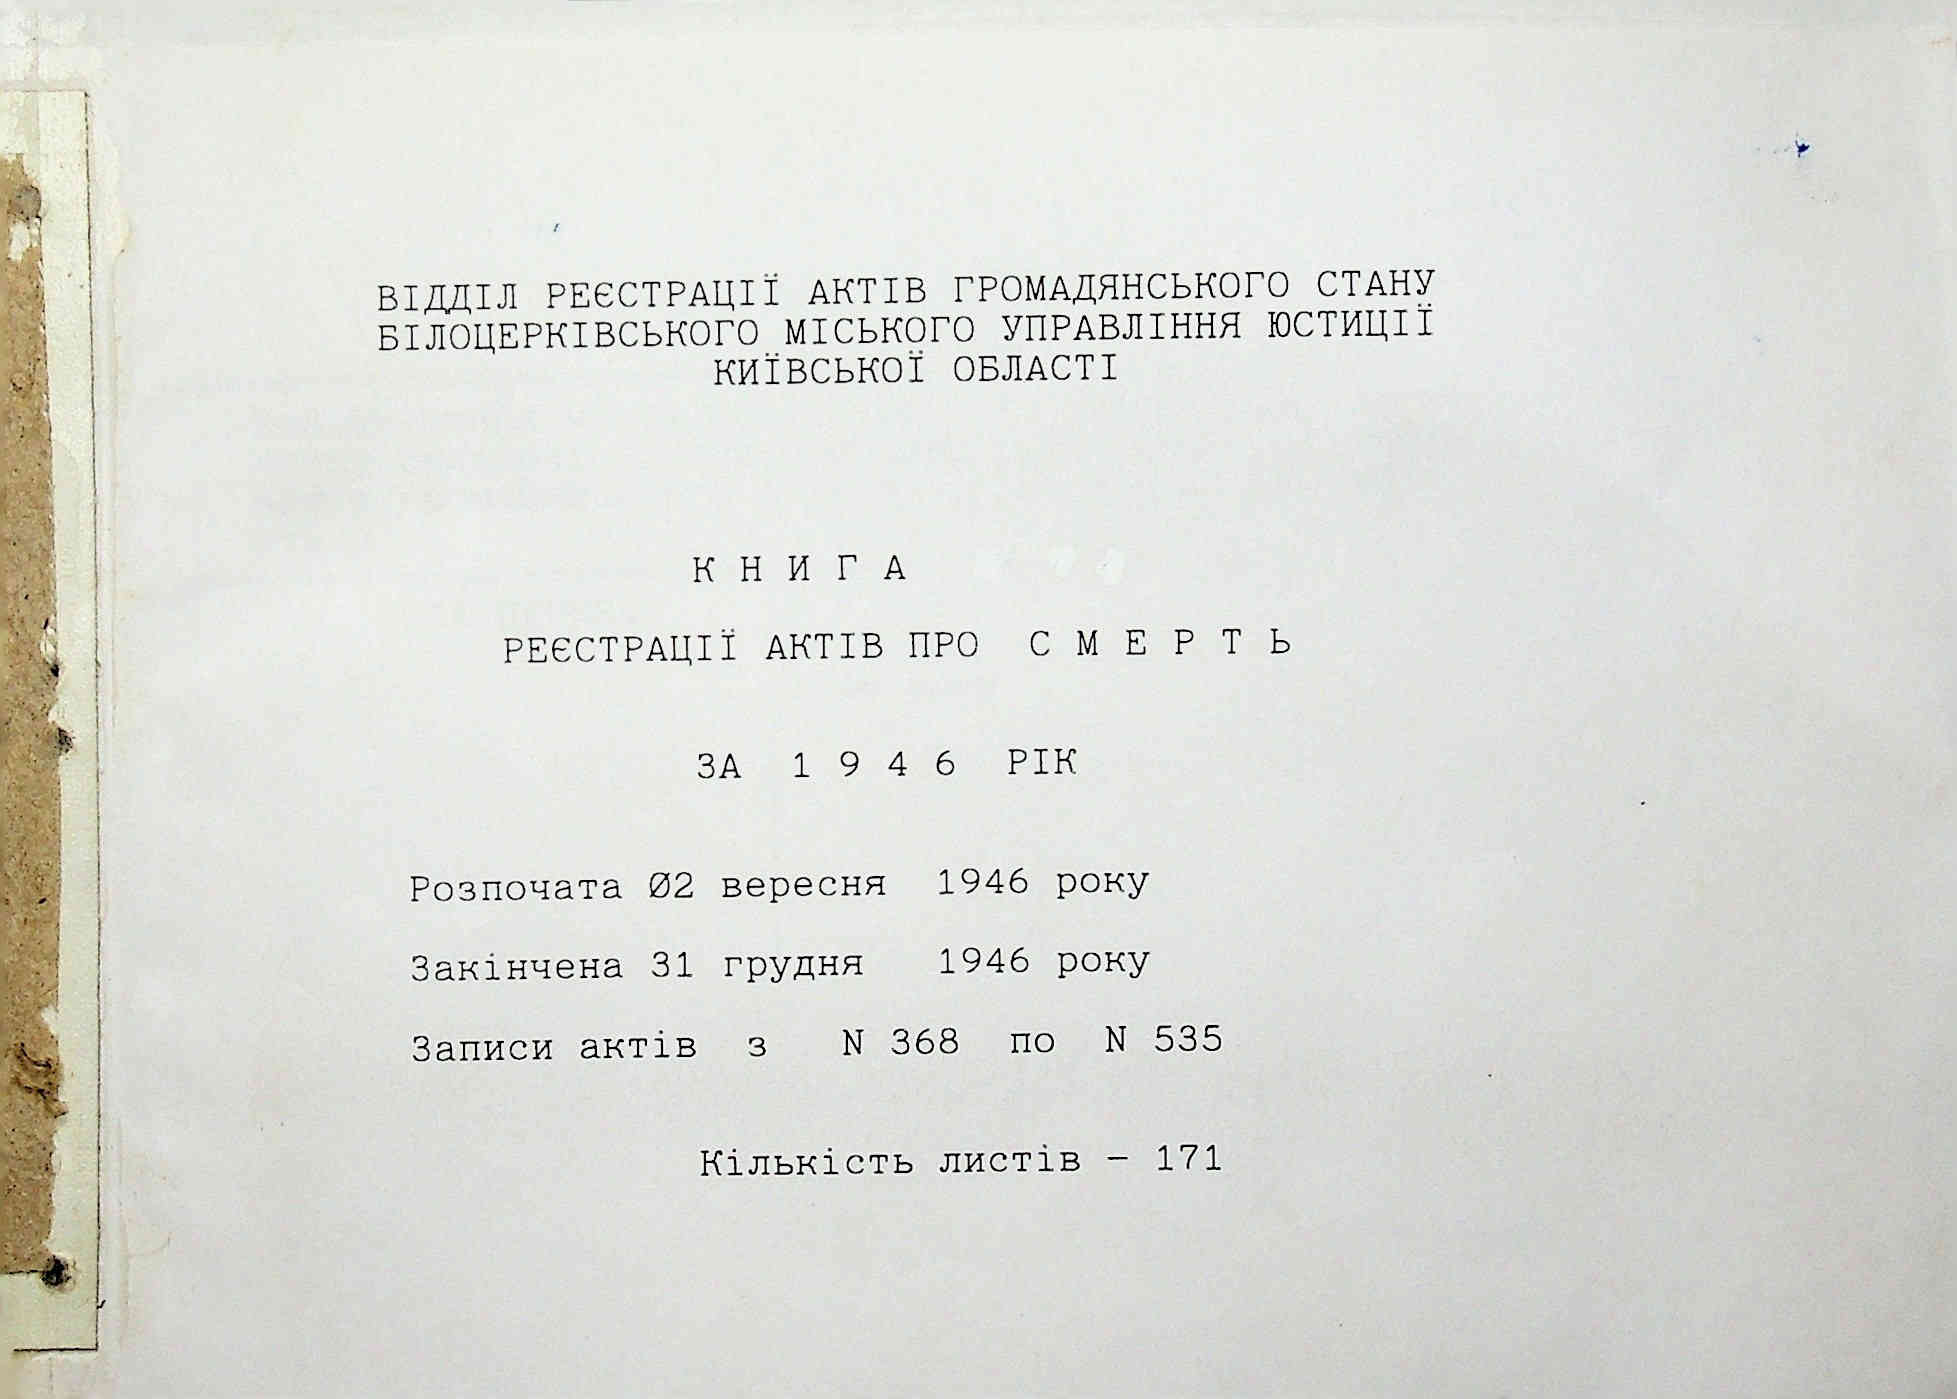 ВІДДІЛ РЕЄСТРАЦІЇ АКТІВ ГРОМАДЯНСЬКОГО СТАНУ
БІЛОЦЕРКІВСЬКОГО МІСЬКОГО УПРАВЛІННЯ ЮСТИЦІЇ
КИЇВСЬКОЇ ОБЛАСТІ
К Н И Г А
РЕЄСТРАЦІЇ АКТІВ ПРО С М Е Р Т Ь
ЗА 1 9 4 6 РІК
Розпочата 02 вересня 1946 року
Закінчена 31 грудня 1946 року
Записи актів з N 368 по N 535
Кількість листів - 171